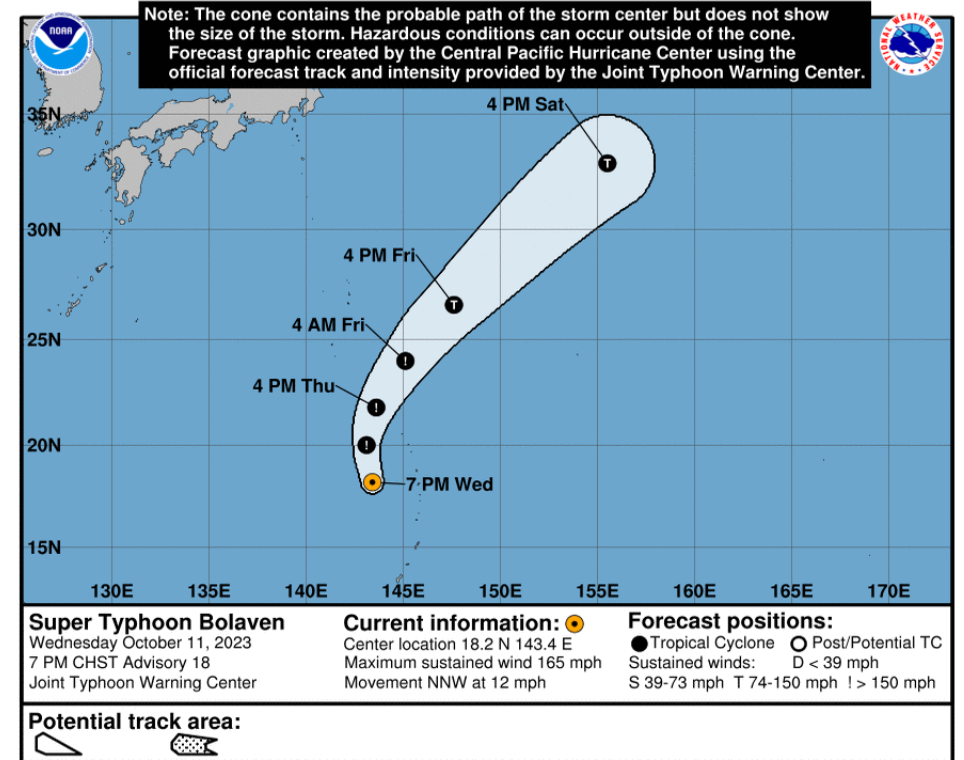 Note: The cone contains the probable path of the storm center but does not show
the size of the storm. Hazardous conditions can occur outside of the cone.
Forecast graphic created by the Central Pacific Hurricane Center using the
official forecast track and intensity provided by the Joint Typhoon Warning Center.
NOAA
NATIONAL WEATHER SERVICE
4 PM Sat
35N
T
30N
4 PM Fri
T
4 AM Fri
25N
!
4 PM Thu
!
20N
!
7 PM Wed
15N
130E 135E 140E 145E 150E 155E 160E 165E 170E
Super Typhoon Bolaven
Wednesday October 11, 2023
7 PM CHST Advisory 18
Joint Typhoon Warning Center
Current information:
Center location 18.2 N 143.4 E
Maximum sustained wind 165 mph
Movement NNW at 12 mph
Forecast positions:
Tropical Cyclone Post/Potential TC
Sustained winds: D < 39 mph
S 39-73 mph T 74-150 mph ! > 150 mph
Potential track area: